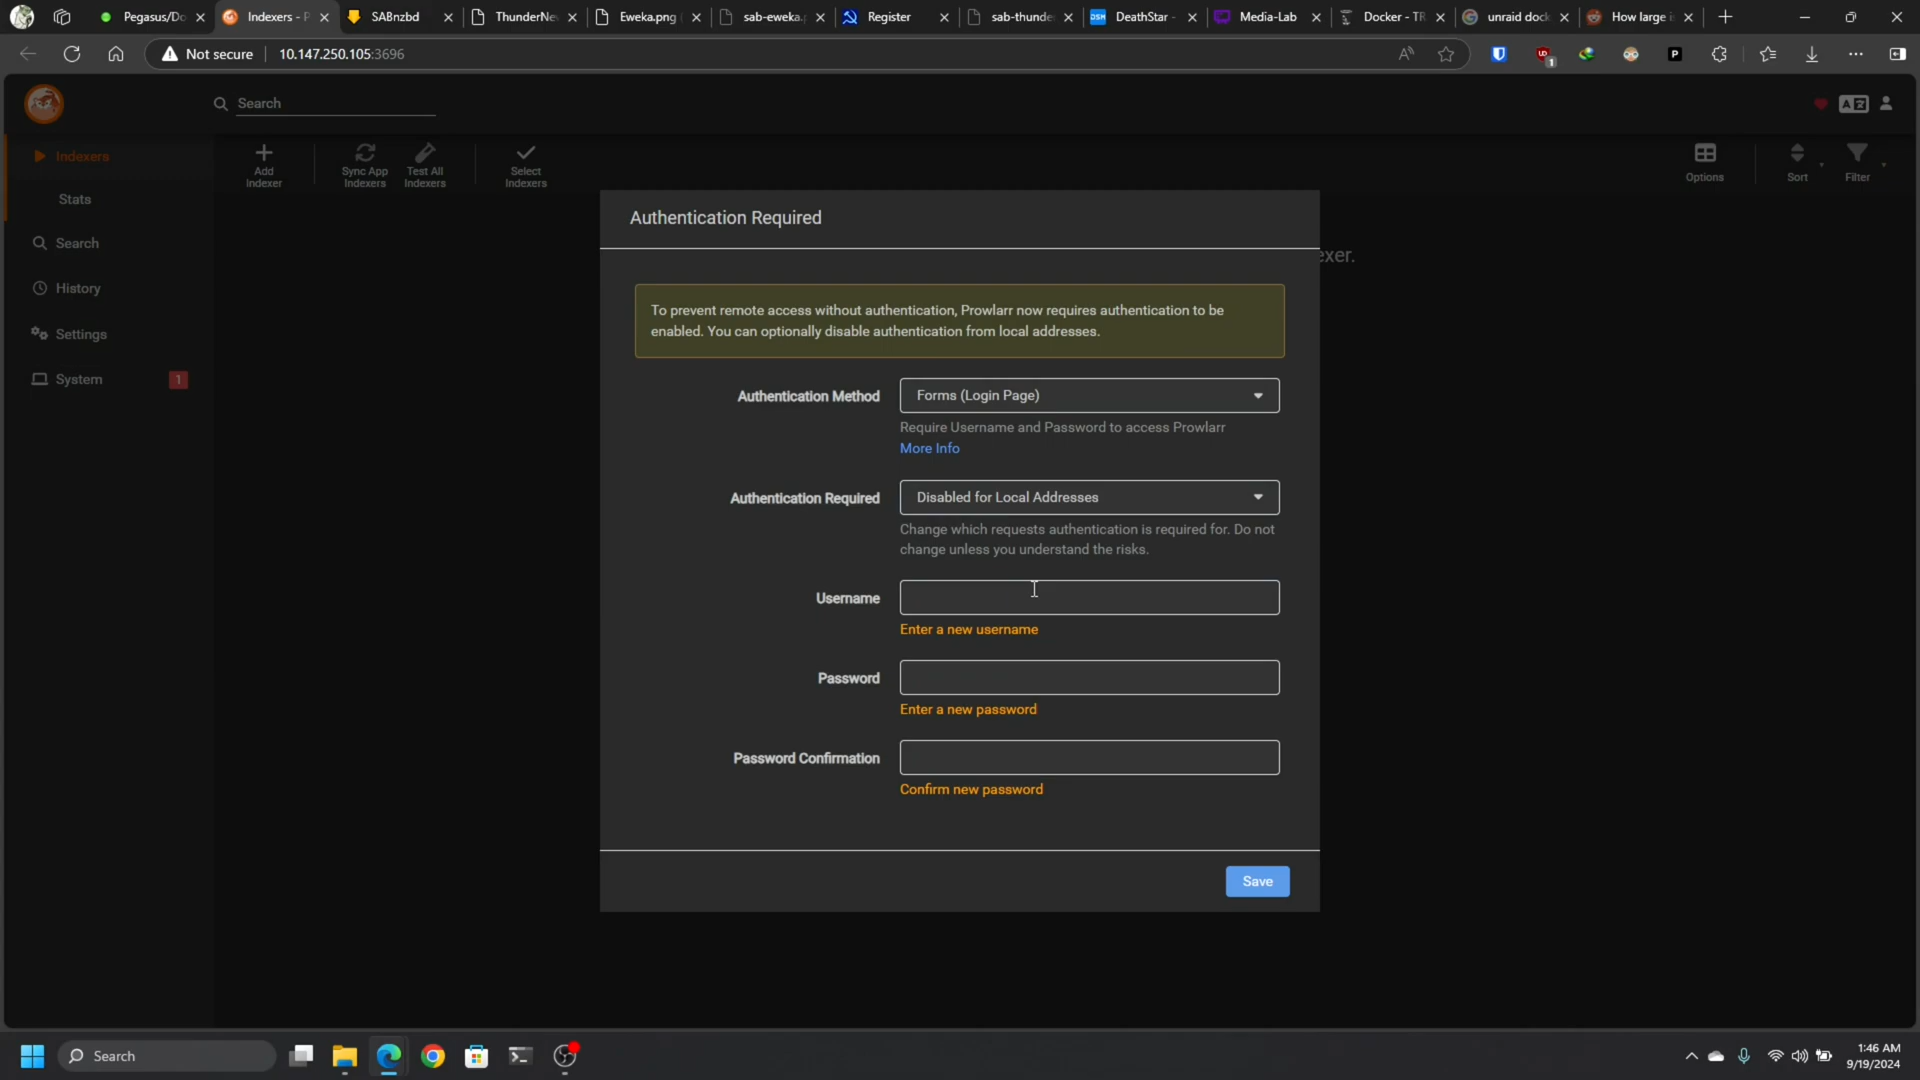 Pegasus/Do
Indexers - P
SABnzbd
ThunderNe
Eweka.png
sab-eweka.p
Register
sab-thunde
DeathStar -
Media-Lab
Docker - TR
unraid dock
How large i
Not secure
10.147.250.105:3696
Search
Indexers
Stats
Search
History
Settings
System
1
Add
Indexer
Sync App
Indexers
Test All
Indexers
Select
Indexers
Options
Sort
Filter
exer.
Authentication Required
To prevent remote access without authentication, Prowlarr now requires authentication to be
enabled. You can optionally disable authentication from local addresses.
Authentication Method
Forms (Login Page)
Require Username and Password to access Prowlarr
More Info
Authentication Required
Disabled for Local Addresses
Change which requests authentication is required for. Do not
change unless you understand the risks.
Username
Enter a new username
Password
Enter a new password
Password Confirmation
Confirm new password
Save
Search
1:46 AM
9/19/2024